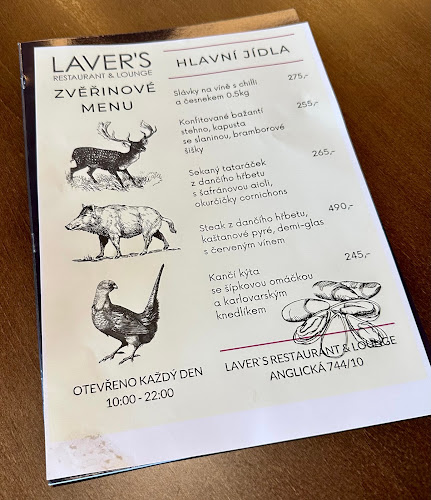 LAVER'S
RESTAURANT & LOUNGE
ZVĚŘINOVÉ
MENU
HLAVNÍ JÍDLA
Slávky na víně s chilli
a česnekem 0.5kg
275,-
Konfitované bažantí
stehno, kapusta
se slaninou, bramborové
šišky
255,-
Sekaný tataráček
z dančího hřbetu
s šafránovou aioli,
okurčičky cornichons
265,-
Steak z dančího hřbetu,
kaštanové pyré, demi-glas
s červeným vínem
490,-
Kančí kýta
se šípkovou omáčkou
a karlovarským
knedlíkem
245,-
OTEVŘENO KAŽDÝ DEN
10:00 - 22:00
LAVER'S RESTAURANT & LOUNGE
ANGLICKÁ 744/10